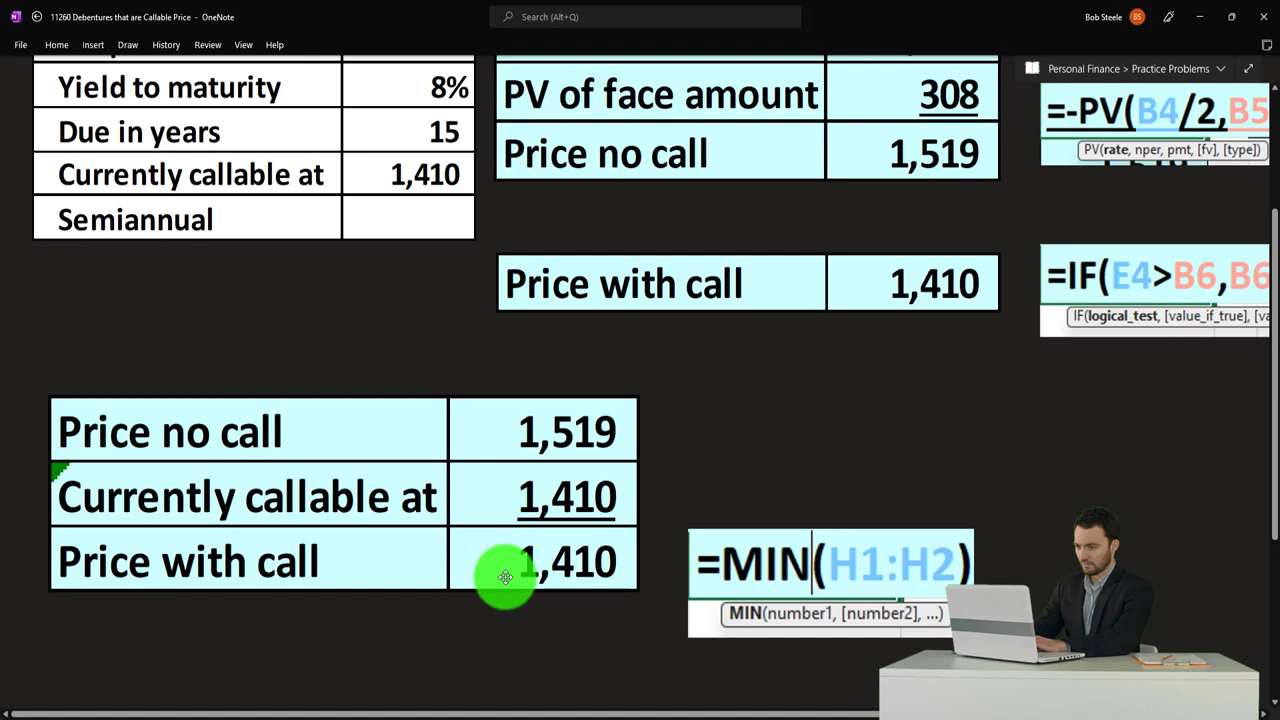 11260 Debentures that are Callable Price - OneNote
Search (Alt+Q)
Bob Steele
BS
File Home Insert Draw History Review View Help
Personal Finance > Practice Problems
Yield to maturity 8%
Due in years 15
Currently callable at 1,410
Semiannual
PV of face amount 308
Price no call 1,519
=-PV(B4/2,B5
PV(rate, nper, pmt, [fv], [type])
Price with call 1,410
=IF(E4>B6,B6
IF(logical_test, [value_if_true], [va
Price no call 1,519
Currently callable at 1,410
Price with call 1,410
=MIN(H1:H2)
MIN(number1, [number2], ...)